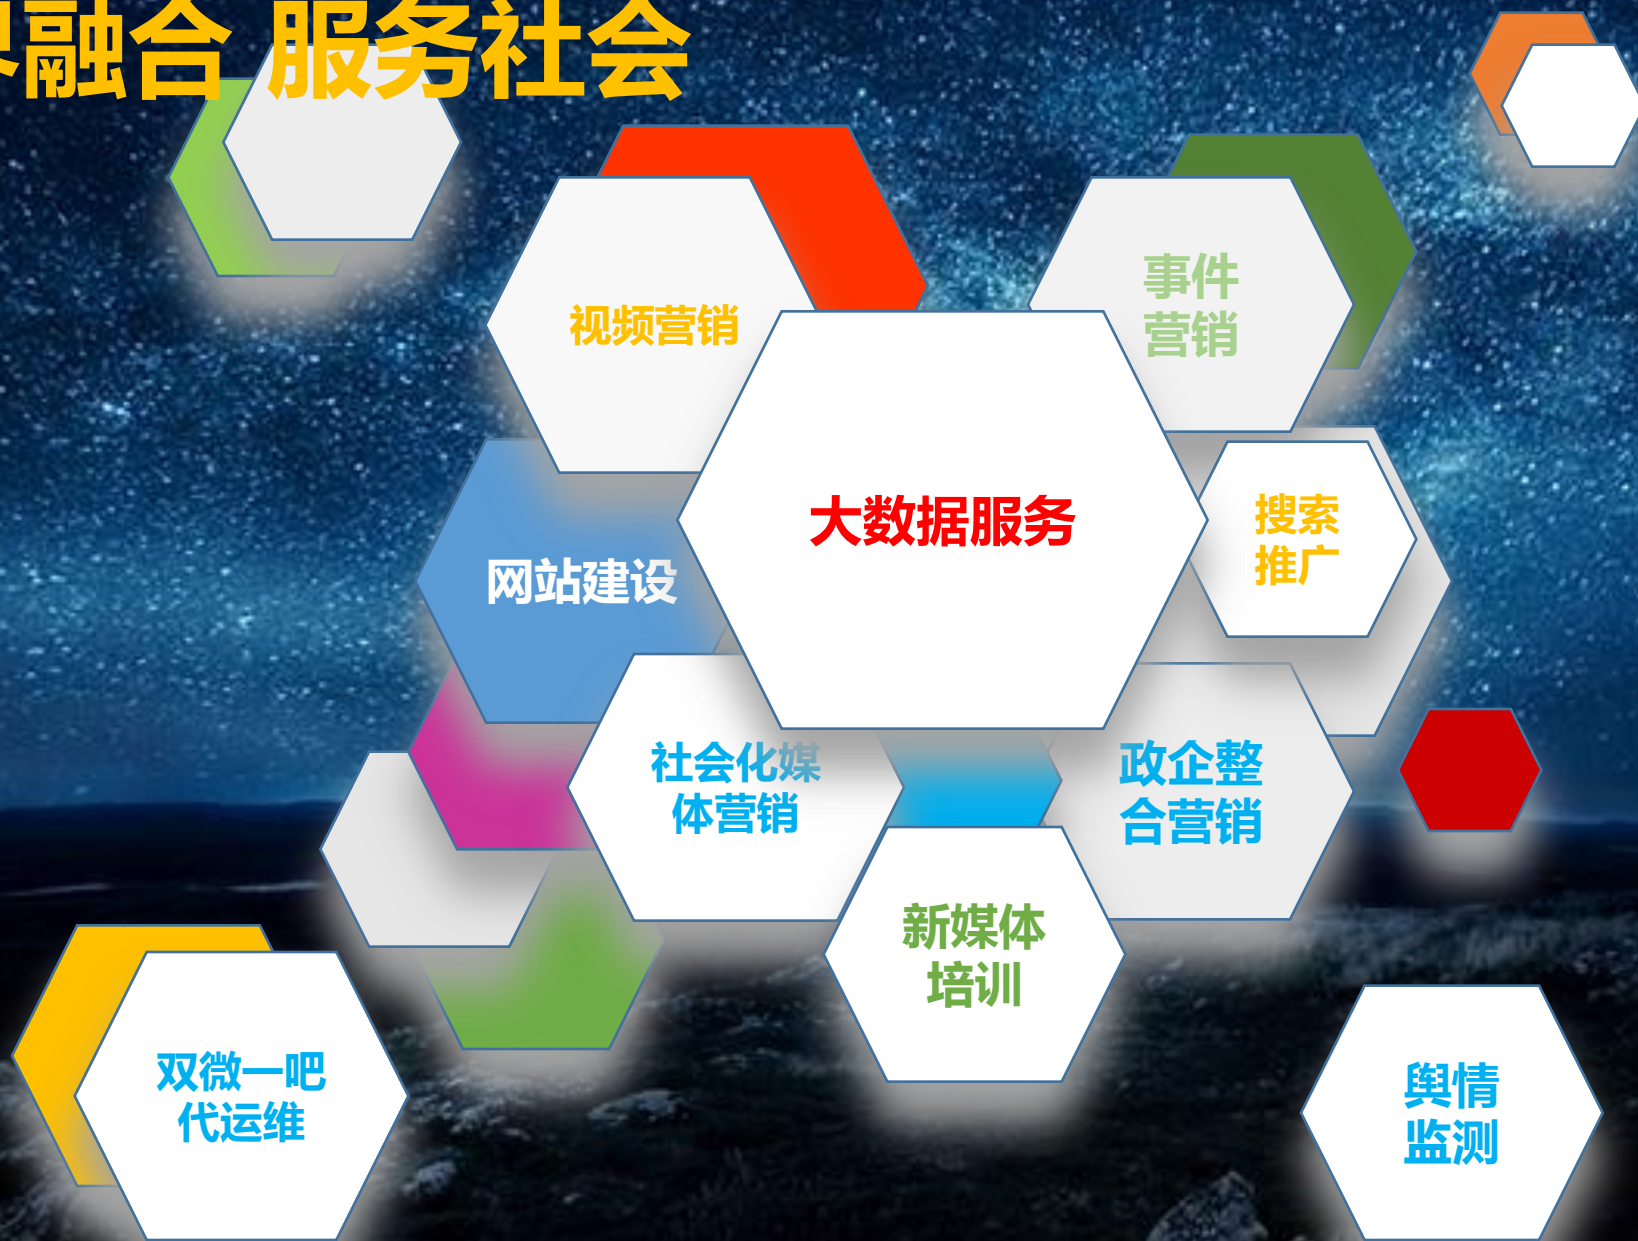 界融合 服务社会
视频营销
事件
营销
大数据服务
搜索
推广
网站建设
社会化媒
体营销
政企整
合营销
新媒体
培训
双微一吧
代运维
舆情
监测